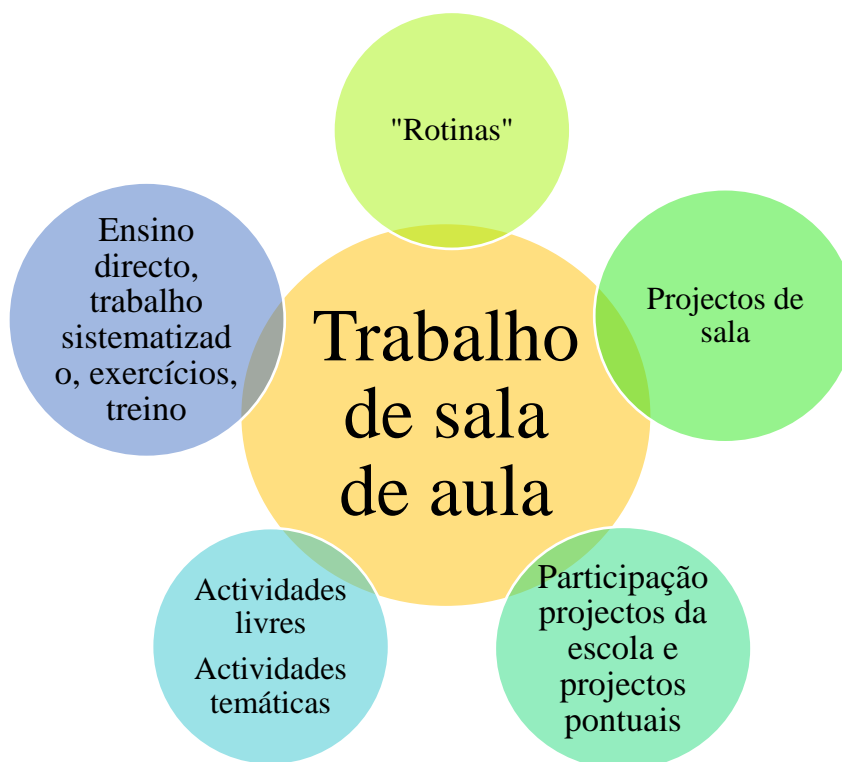 "Rotinas"
Ensino
directo,
trabalho
sistematizad
o, exercícios,
treino
Projectos de
sala
Trabalho
de sala
de aula
Actividades
livres
Actividades
temáticas
Participação
projectos da
escola e
projectos
pontuais